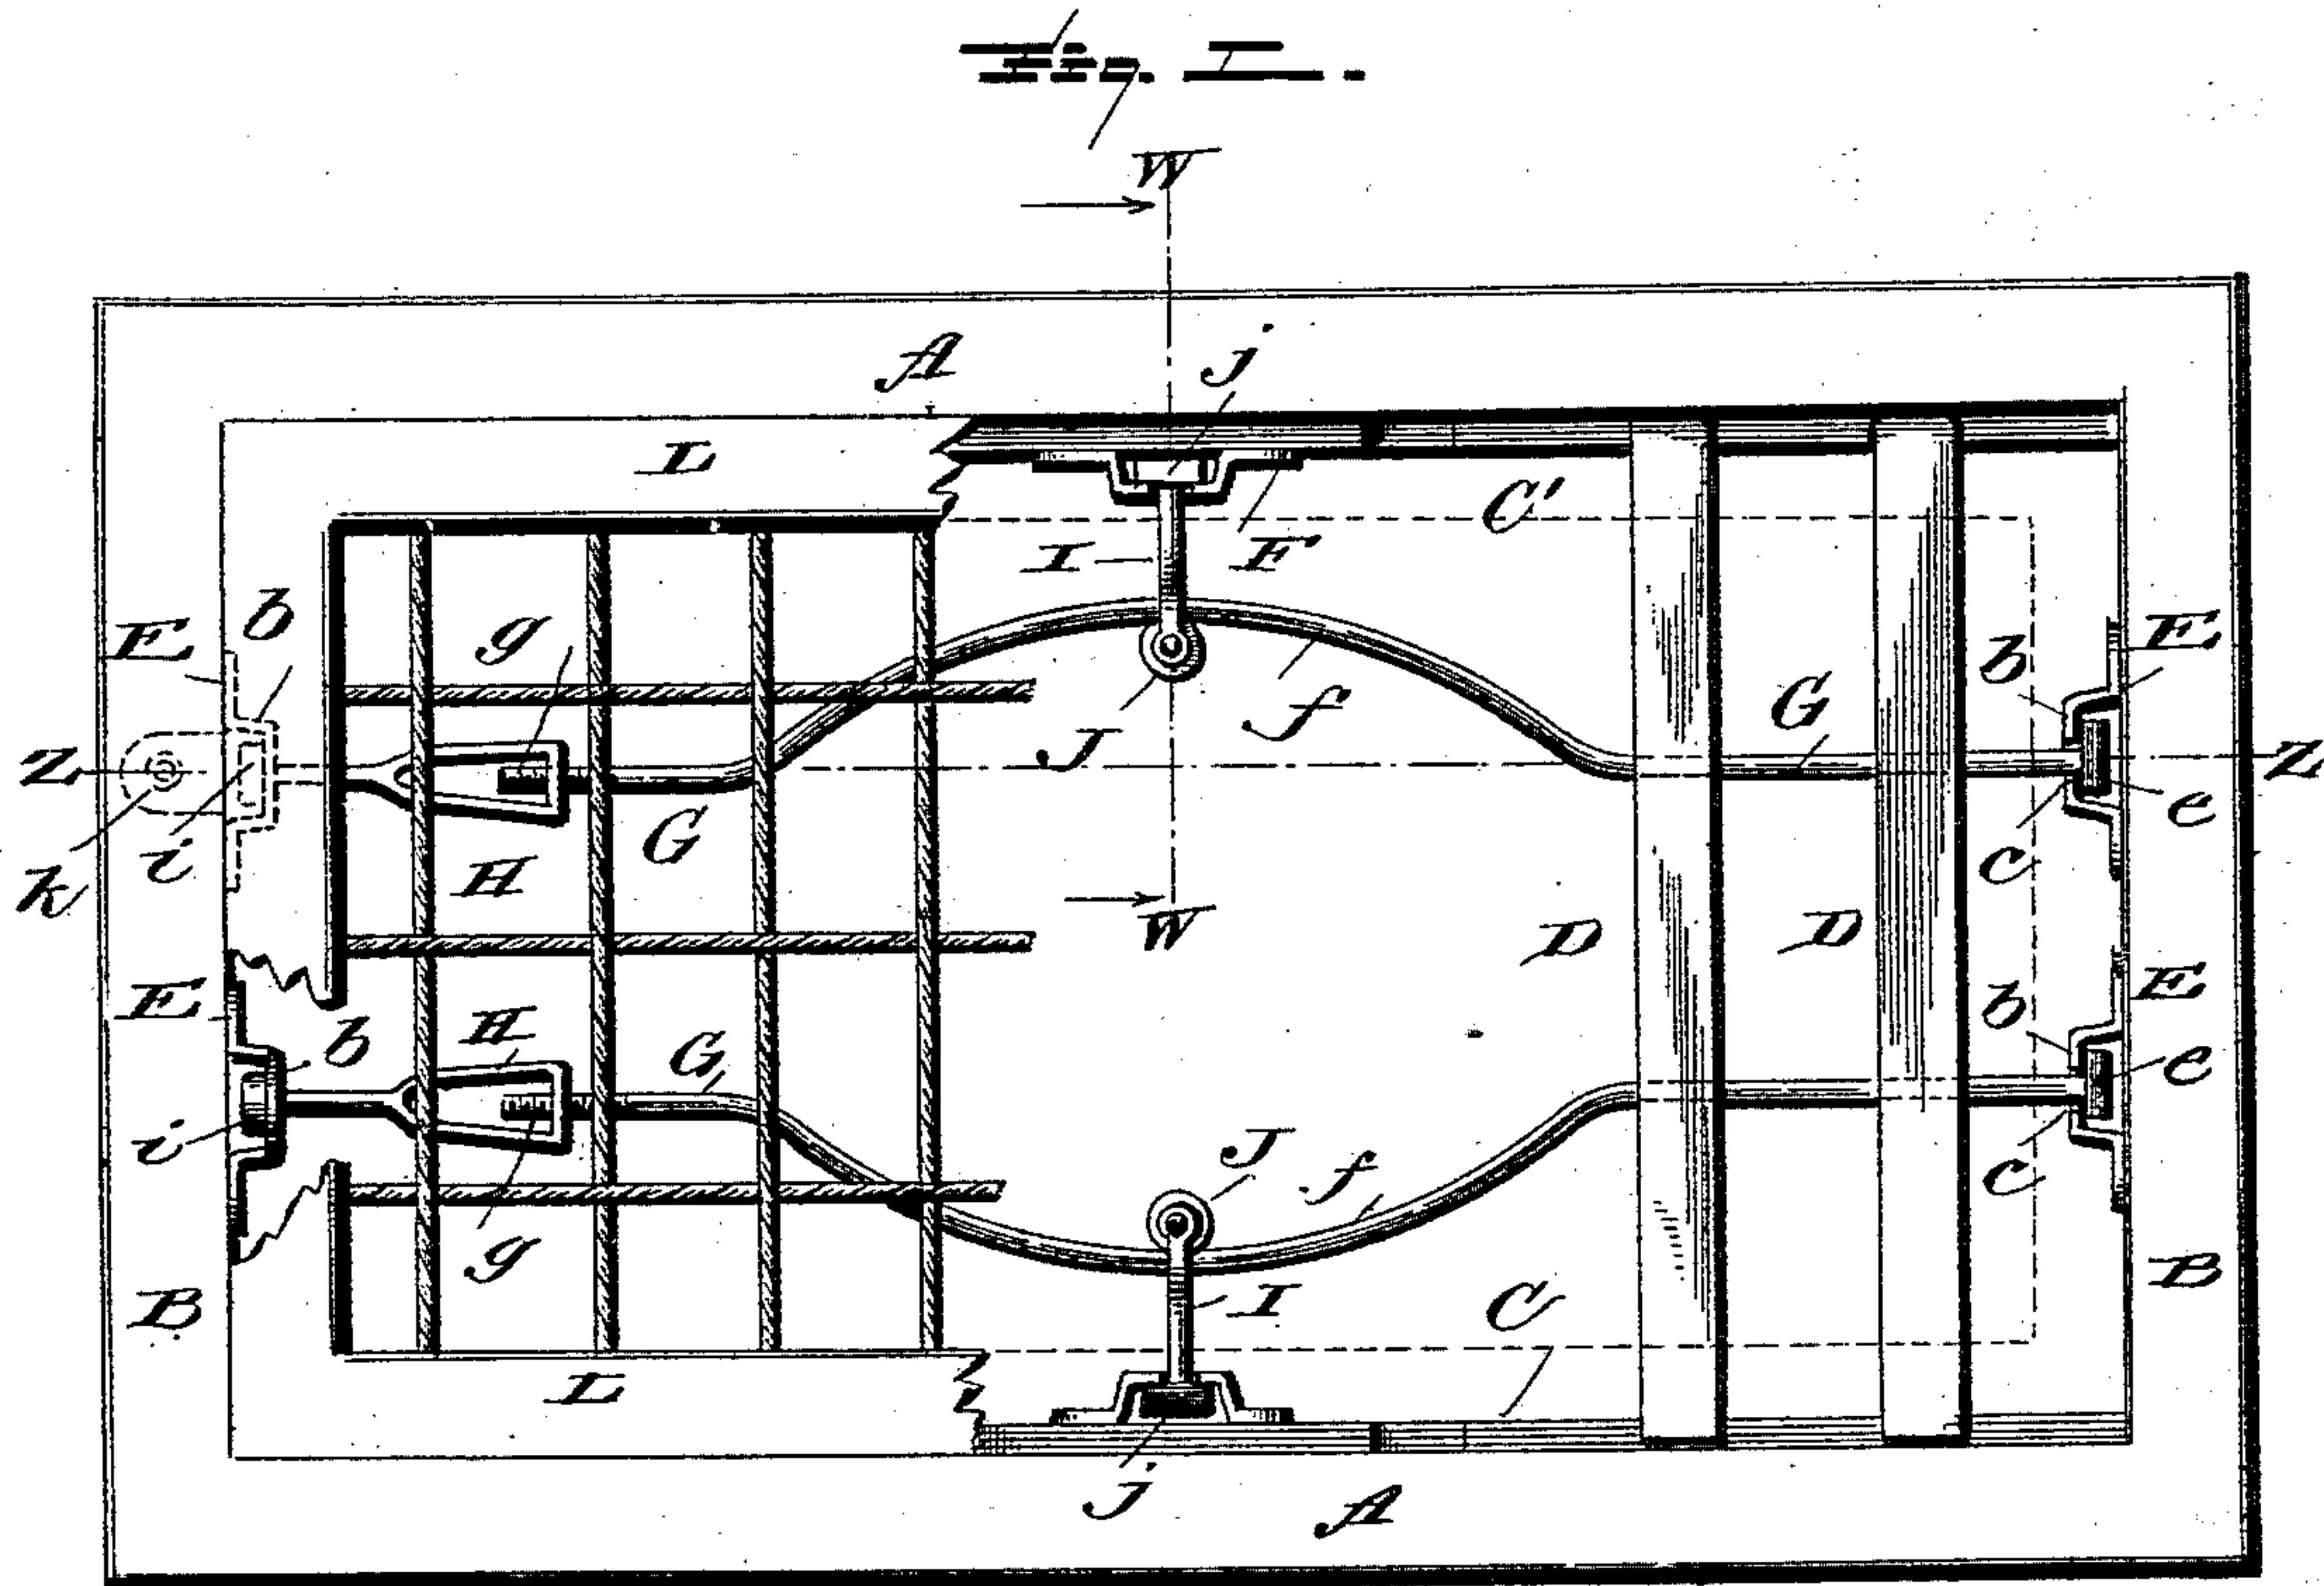 Fig. I.
W
A j
L
C'
I F
E b g
b E
J f G
Z Z
k i G c e
H
W D D
E b H G
b E
i e
J f c
g
B I C B
L
j A